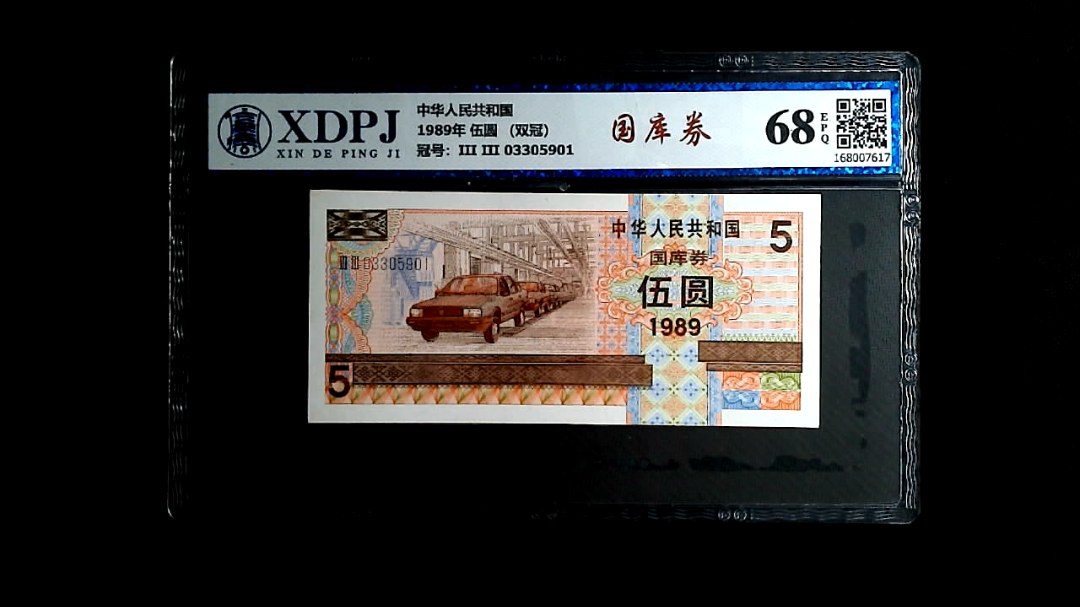 XDPJ
XIN DE PING JI
中华人民共和国
1989年 伍圆 （双冠）
冠号：III III 03305901
国库券
68
EPQ
168007617
中华人民共和国
5
国库券
III III 03305901
伍圆
1989
5